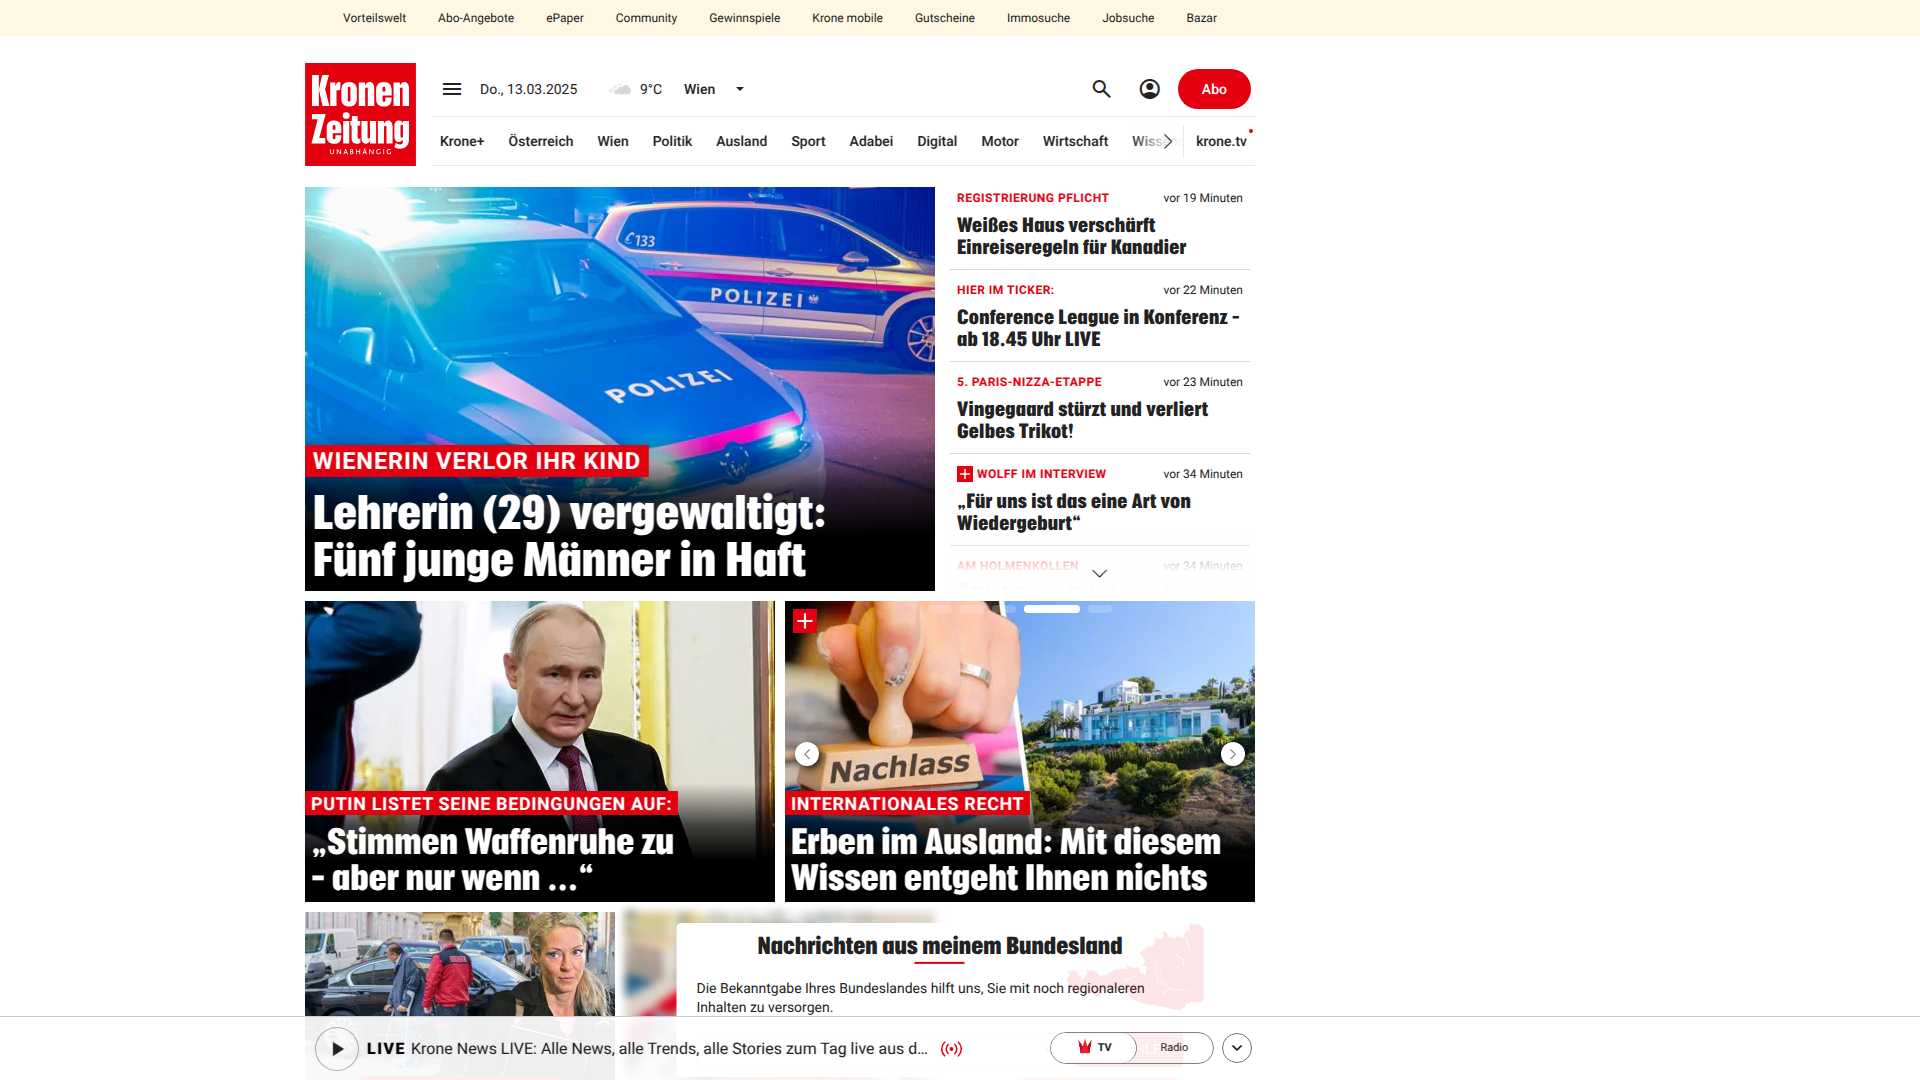 Vorteilswelt Abo-Angebote ePaper Community Gewinnspiele Krone mobile Gutscheine Immosuche Jobsuche Bazar
Kronen
Zeitung
UNABHÄNGIG
Do., 13.03.2025 9°C Wien
Abo
Krone+ Österreich Wien Politik Ausland Sport Adabei Digital Motor Wirtschaft krone.tv
133
POLIZEI
POLIZEI
WIENERIN VERLOR IHR KIND
Lehrerin (29) vergewaltigt:
Fünf junge Männer in Haft
REGISTRIERUNG PFLICHT vor 19 Minuten
Weißes Haus verschärft
Einreiseregeln für Kanadier
HIER IM TICKER: vor 22 Minuten
Conference League in Konferenz –
ab 18.45 Uhr LIVE
5. PARIS-NIZZA-ETAPPE vor 23 Minuten
Vingegaard stürzt und verliert
Gelbes Trikot!
WOLFF IM INTERVIEW vor 34 Minuten
„Für uns ist das eine Art von
Wiedergeburt“
AM HOLMENKOLLEN vor 34 Minuten
PUTIN LISTET SEINE BEDINGUNGEN AUF:
„Stimmen Waffenruhe zu
– aber nur wenn ...“
Nachlass
INTERNATIONALES RECHT
Erben im Ausland: Mit diesem
Wissen entgeht Ihnen nichts
Nachrichten aus meinem Bundesland
Die Bekanntgabe Ihres Bundeslandes hilft uns, Sie mit noch regionaleren
Inhalten zu versorgen.
LIVE Krone News LIVE: Alle News, alle Trends, alle Stories zum Tag live aus d...
TV Radio